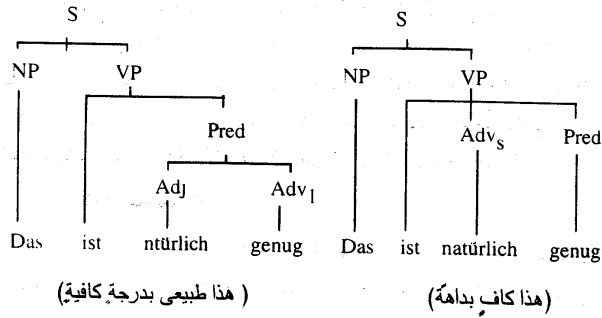 S
NP VP
Pred
Adj Adv1
Das ist ntürlich genug
( هذا طبيعى بدرجةٍ كافيةٍ)
S
NP VP
Advs Pred
Das ist natürlich genug
(هذا كافٍ بداهةً)